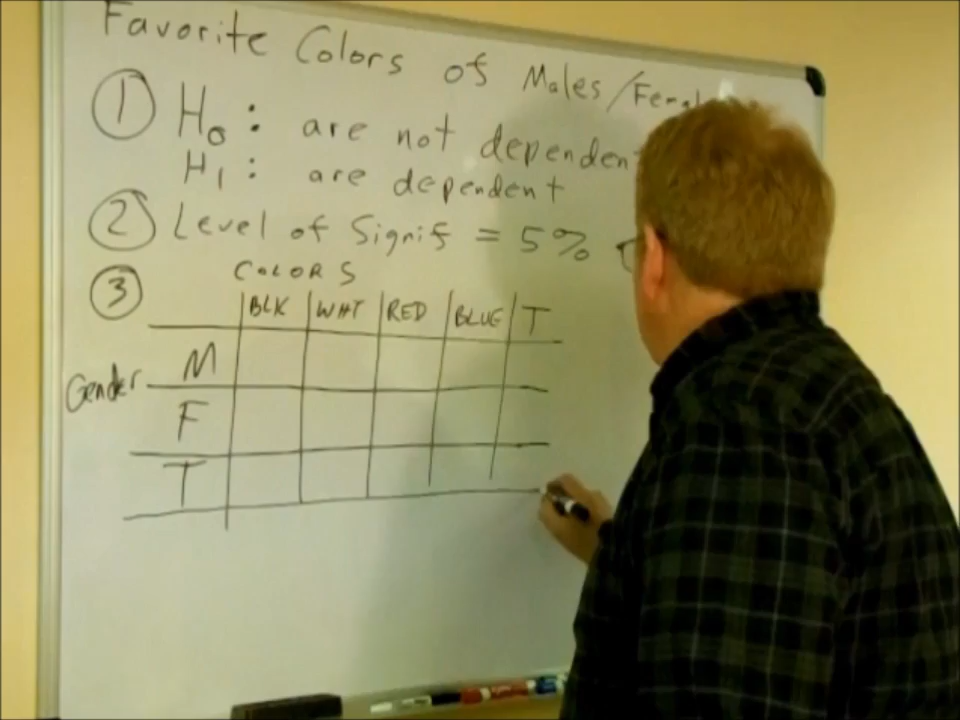 Favorite Colors of Males/
① H₀: are not
H₁: are dependent
② Level of Signif = 5%
③ COLORS
BLK WHT RED BLUE T
Gender M
F
T